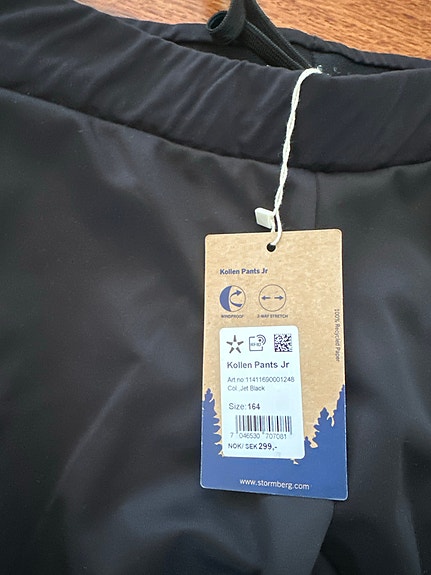 Kollen Pants Jr
WINDPROOF
2-WAY STRETCH
100% Recycled Paper
Kollen Pants Jr
Art no:11411690001248
Col:Jet Black
Size:164
7 046530 707081
NOK/SEK 299,-
www.stormberg.com